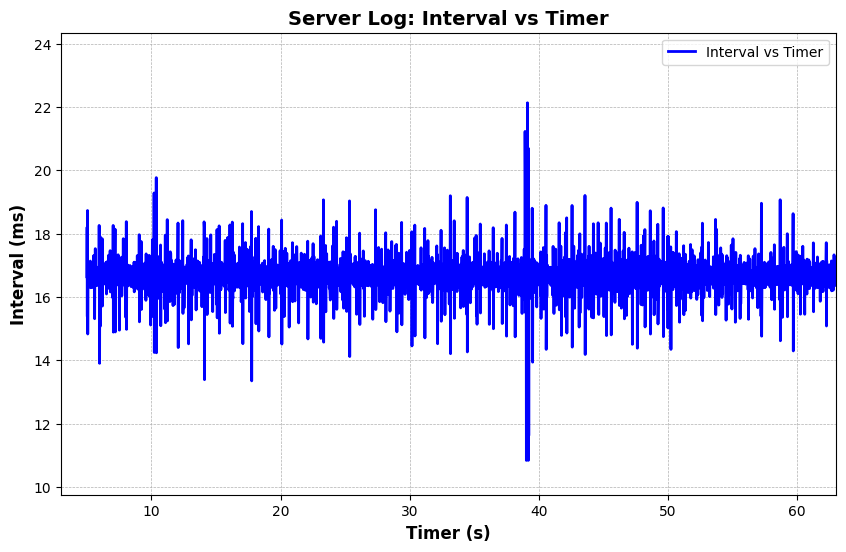 Server Log: Interval vs Timer
Interval vs Timer
24
22
20
18
16
14
12
10
Interval (ms)
10 20 30 40 50 60
Timer (s)